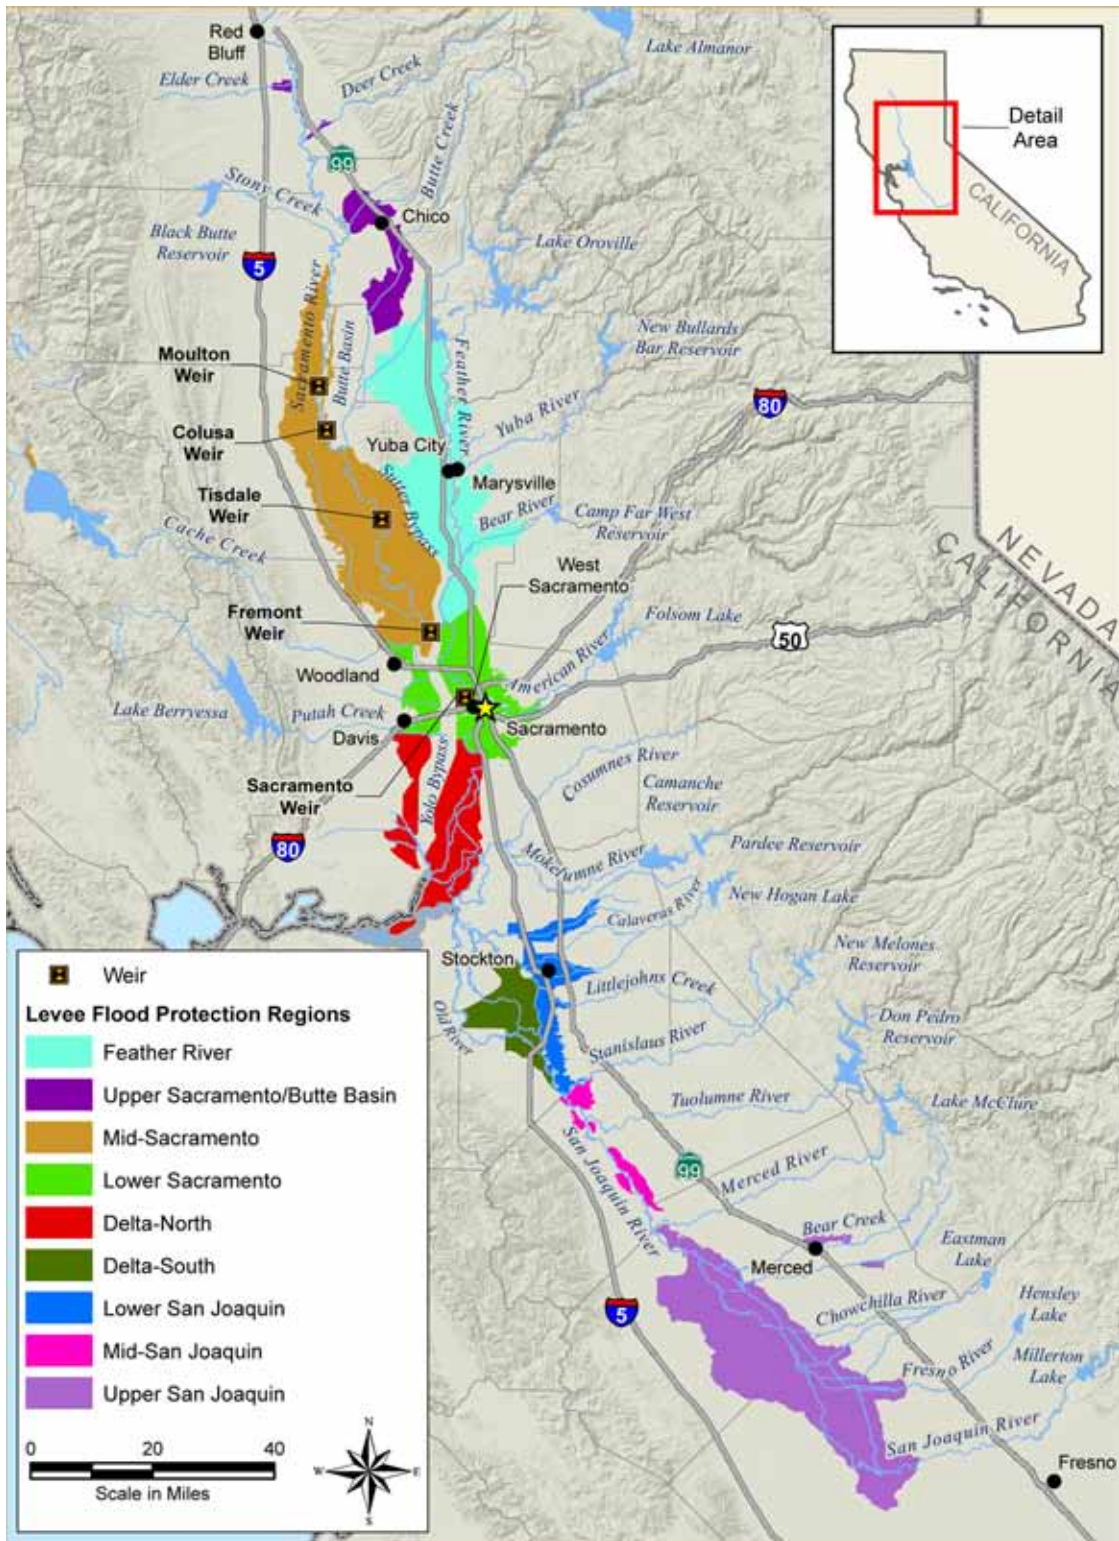 Red
Bluff
Elder Creek
Deer Creek
Lake Almanor
Detail
Area
CALIFORNIA
99
Butte Creek
Stony Creek
Chico
Black Butte
Reservoir
5
Lake Oroville
Sacramento River
Butte Basin
Feather River
New Bullards
Bar Reservoir
Moulton
Weir
80
Yuba River
Colusa
Weir
Yuba City
Marysville
Tisdale
Weir
Sutter Bypass
Bear River
Camp Far West
Reservoir
Cache Creek
West
Sacramento
NEVADA
CALIFORNIA
Fremont
Weir
Folsom Lake
50
Woodland
American River
Lake Berryessa
Putah Creek
Davis
Sacramento
Yolo Bypass
Cosumnes River
Sacramento
Weir
Camanche
Reservoir
80
Mokelumne River
Pardee Reservoir
Calaveras River
New Hogan Lake
Stockton
New Melones
Reservoir
Littlejohns Creek
Old River
Don Pedro
Reservoir
Stanislaus River
Tuolumne River
Lake McClure
San Joaquin River
99
Merced River
Bear Creek
Merced
Eastman
Lake
Chowchilla River
Hensley
Lake
5
Fresno River
Millerton
Lake
San Joaquin River
Fresno
Weir
Levee Flood Protection Regions
Feather River
Upper Sacramento/Butte Basin
Mid-Sacramento
Lower Sacramento
Delta-North
Delta-South
Lower San Joaquin
Mid-San Joaquin
Upper San Joaquin
0 20 40
Scale in Miles
N
W E
S